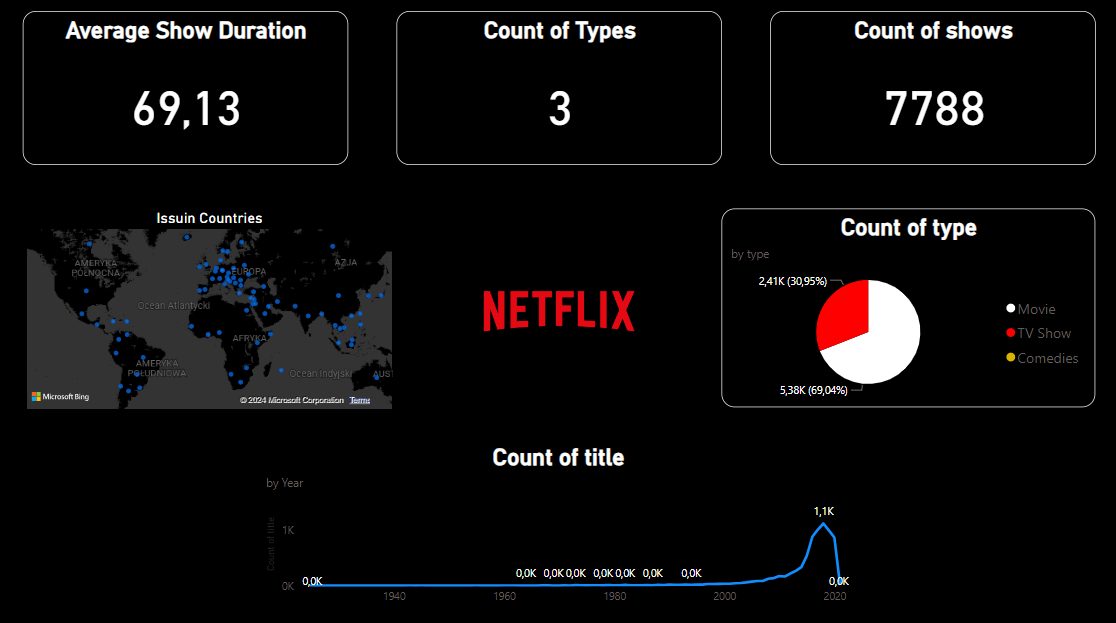 Average Show Duration
69,13
Count of Types
3
Count of shows
7788
Issuin Countries
AMERYKA
PÓŁNOCNA
EUROPA
AZJA
Ocean Atlantycki
AFRYKA
AMERYKA
POŁUDNIOWA
Ocean Indyjski
AUST
Microsoft Bing
© 2024 Microsoft Corporation Terms
NETFLIX
Count of type
by type
2,41K (30,95%)
5,38K (69,04%)
Movie
TV Show
Comedies
Count of title
by Year
Count of title
1K
0K
0,0K
0,0K
0,0K
0,0K
0,0K
0,0K
0,0K
0,0K
1,1K
0,0K
1940
1960
1980
2000
2020